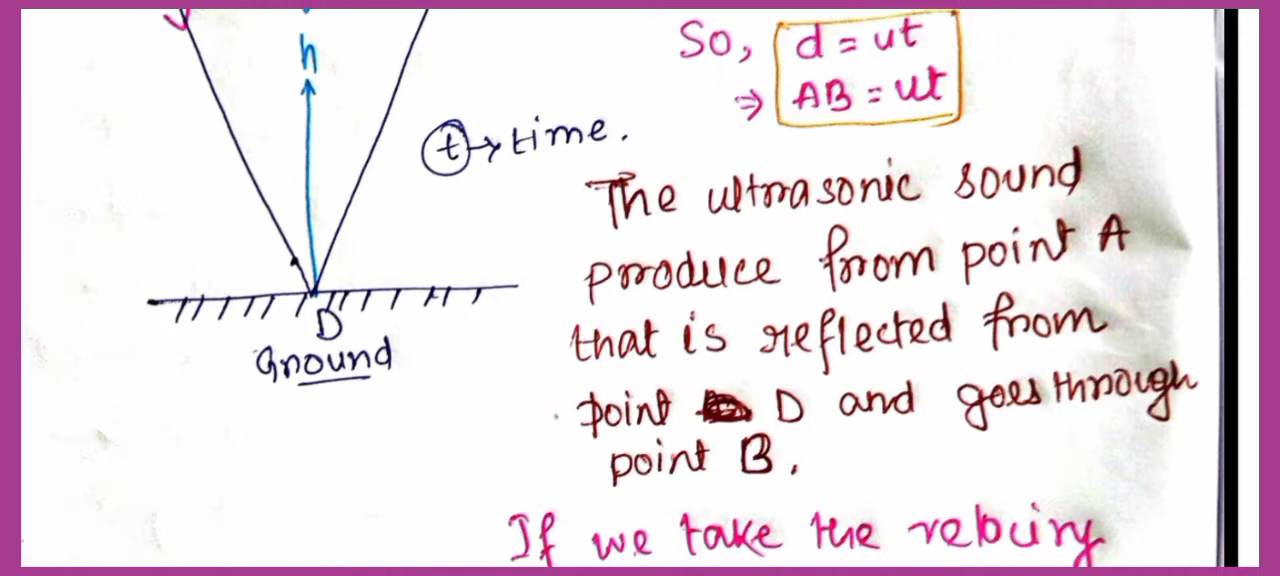 h
So, d = ut
⇒ AB = ut
t → time.
The ultrasonic sound
produce from point A
that is reflected from
point D and goes through
point B.
D
Ground
If we take the velocity